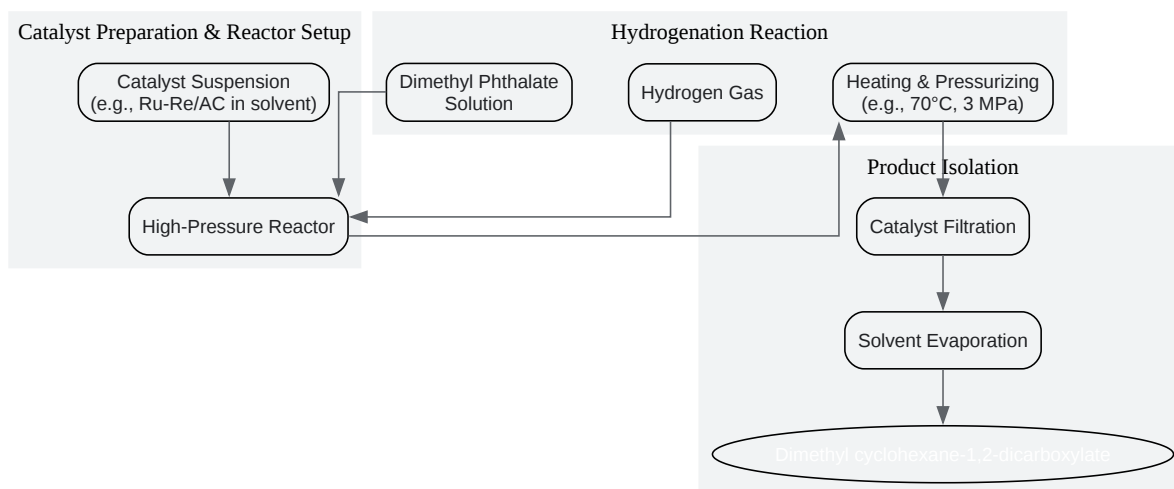 Catalyst Preparation & Reactor Setup
Hydrogenation Reaction
Catalyst Suspension
(e.g., Ru-Re/AC in solvent)
Dimethyl Phthalate
Solution
Hydrogen Gas
Heating & Pressurizing
(e.g., 70°C, 3 MPa)
Product Isolation
High-Pressure Reactor
Catalyst Filtration
Solvent Evaporation
Dimethyl cyclohexane-1,2-dicarboxylate